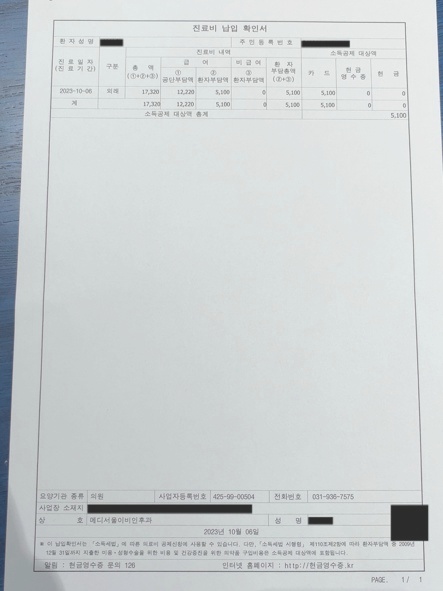 진료비 납입 확인서
환 자 성 명 주 민 등 록 번 호
진료비 내역 소득공제 대상액
진 료 일 자 (진 료 기 간) 구분 총 액 (①+②+③) 급 여 ① 공단부담액 ② 환자부담액 비 급 여 ③ 환자부담액 환 자 부담총액 (②+③) 카 드 현 금 영 수 증 현 금
2023-10-06 외래 17,320 12,220 5,100 0 5,100 5,100 0 0
계 17,320 12,220 5,100 0 5,100 5,100 0 0
소득공제 대상액 총계 5,100
요양기관 종류 의원 사업자등록번호 425-99-00504 전화번호 031-936-7575
사업장 소재지
상 호 메디서울이비인후과 성 명
2023년 10월 06일
※ 이 납입확인서는 「소득세법」에 따른 의료비 공제신청에 사용할 수 있습니다. 다만, 「소득세법 시행령」 제110조제2항에 따라 환자부담액 중 2009년
12월 31일까지 지출한 미용ㆍ성형수술을 위한 비용 및 건강증진을 위한 의약품 구입비용은 소득공제 대상액에 포함됩니다.
알림 : 현금영수증 문의 126 인터넷 홈페이지 : http://현금영수증.kr
PAGE. 1/ 1